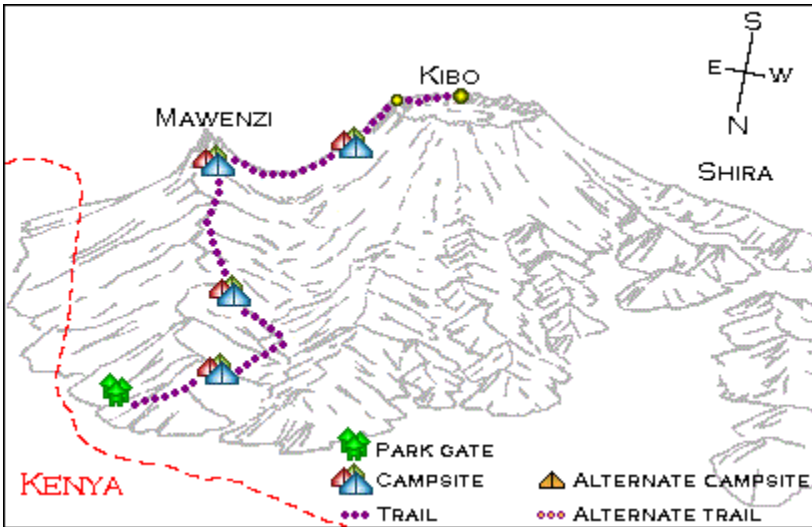 S
KIBO
E W
MAWENZI
N
SHIRA
PARK GATE
KENYA
CAMPSITE
ALTERNATE CAMPSITE
TRAIL
ALTERNATE TRAIL